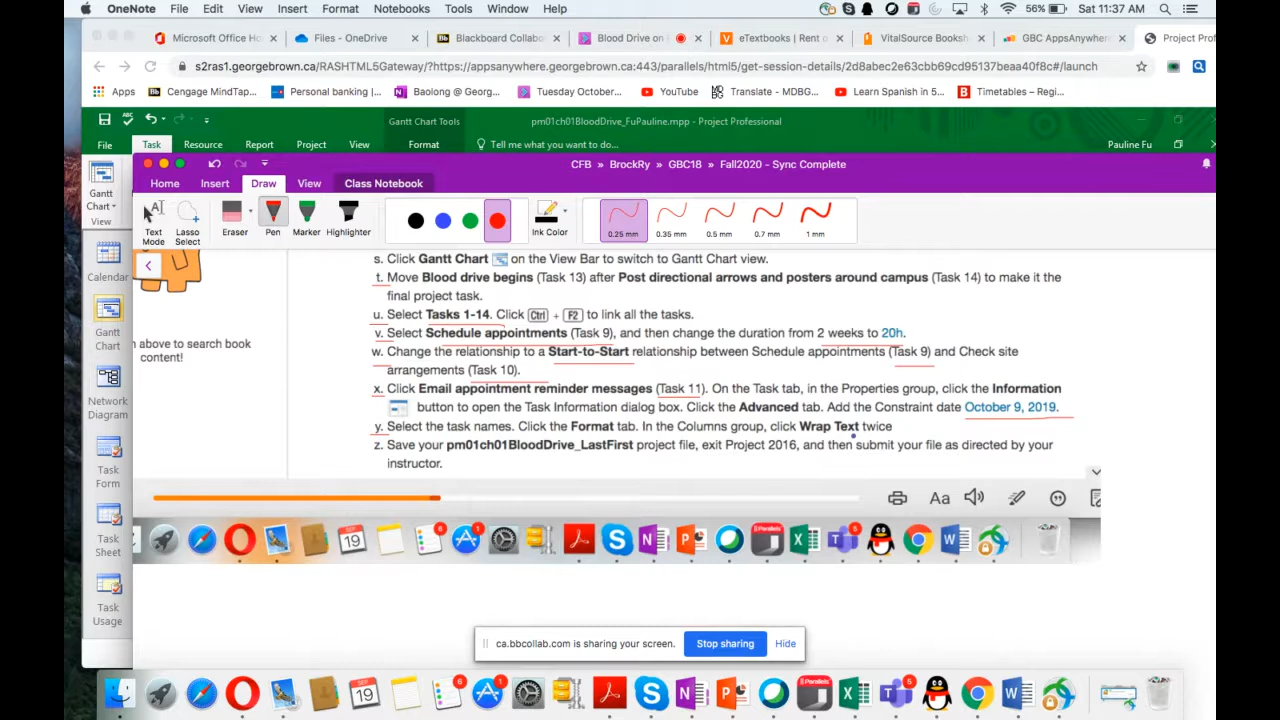 OneNote File Edit View Insert Format Notebooks Tools Window Help 56% Sat 11:37 AM
Microsoft Office Ho Files - OneDrive Blackboard Collabo Blood Drive on eTextbooks | Rent o VitalSource Booksh GBC AppsAnywhere Project Prof
s2ras1.georgebrown.ca/RASHTML5Gateway/?https://appsanywhere.georgebrown.ca:443/parallels/html5/get-session-details/2d8abec2e63cbb69cd95137beaa40f8c#/launch
Apps Cengage MindTap... Personal banking |... Baolong @ Georg... Tuesday October... YouTube Translate - MDBG... Learn Spanish in 5... Timetables – Regi...
Gantt Chart Tools pm01ch01BloodDrive_FuPauline.mpp - Project Professional
File Task Resource Report Project View Format Tell me what you want to do... Pauline Fu
CFB » BrockRy » GBC18 » Fall2020 - Sync Complete
Home Insert Draw View Class Notebook
Gantt
Chart
View
Text
Mode
Lasso
Select
Eraser Pen Marker Highlighter Ink Color 0.25 mm 0.35 mm 0.5 mm 0.7 mm 1 mm
Calendar
Gantt
Chart
Network
Diagram
Task
Form
Task
Sheet
Task
Usage
n above to search book
content!
s. Click Gantt Chart on the View Bar to switch to Gantt Chart view.
t. Move Blood drive begins (Task 13) after Post directional arrows and posters around campus (Task 14) to make it the
final project task.
u. Select Tasks 1-14. Click Ctrl + F2 to link all the tasks.
v. Select Schedule appointments (Task 9), and then change the duration from 2 weeks to 20h.
w. Change the relationship to a Start-to-Start relationship between Schedule appointments (Task 9) and Check site
arrangements (Task 10).
x. Click Email appointment reminder messages (Task 11). On the Task tab, in the Properties group, click the Information
button to open the Task Information dialog box. Click the Advanced tab. Add the Constraint date October 9, 2019.
y. Select the task names. Click the Format tab. In the Columns group, click Wrap Text twice
z. Save your pm01ch01BloodDrive_LastFirst project file, exit Project 2016, and then submit your file as directed by your
instructor.
Aa
SEP
19
6
1
5
ca.bbcollab.com is sharing your screen. Stop sharing Hide
SEP
19
6
1
5